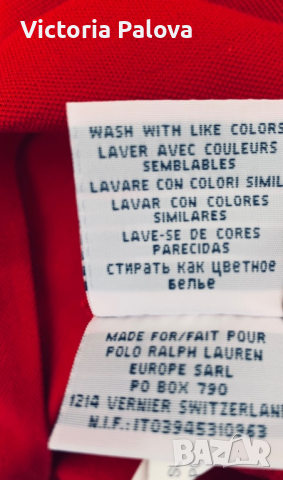 Victoria Palova
WASH WITH LIKE COLORS
LAVER AVEC COULEURS
SEMBLABLES
LAVARE CON COLORI SIMIL
LAVAR CON COLORES
SIMILARES
LAVE-SE DE CORES
PARECIDAS
СТИРАТЬ КАК ЦВЕТНОЕ
БЕЛЬЕ
MADE FOR/FAIT POUR
POLO RALPH LAUREN
EUROPE SARL
PO BOX 790
1214 VERNIER SWITZERLAND
N.I.F.:IT03945310963
bazar